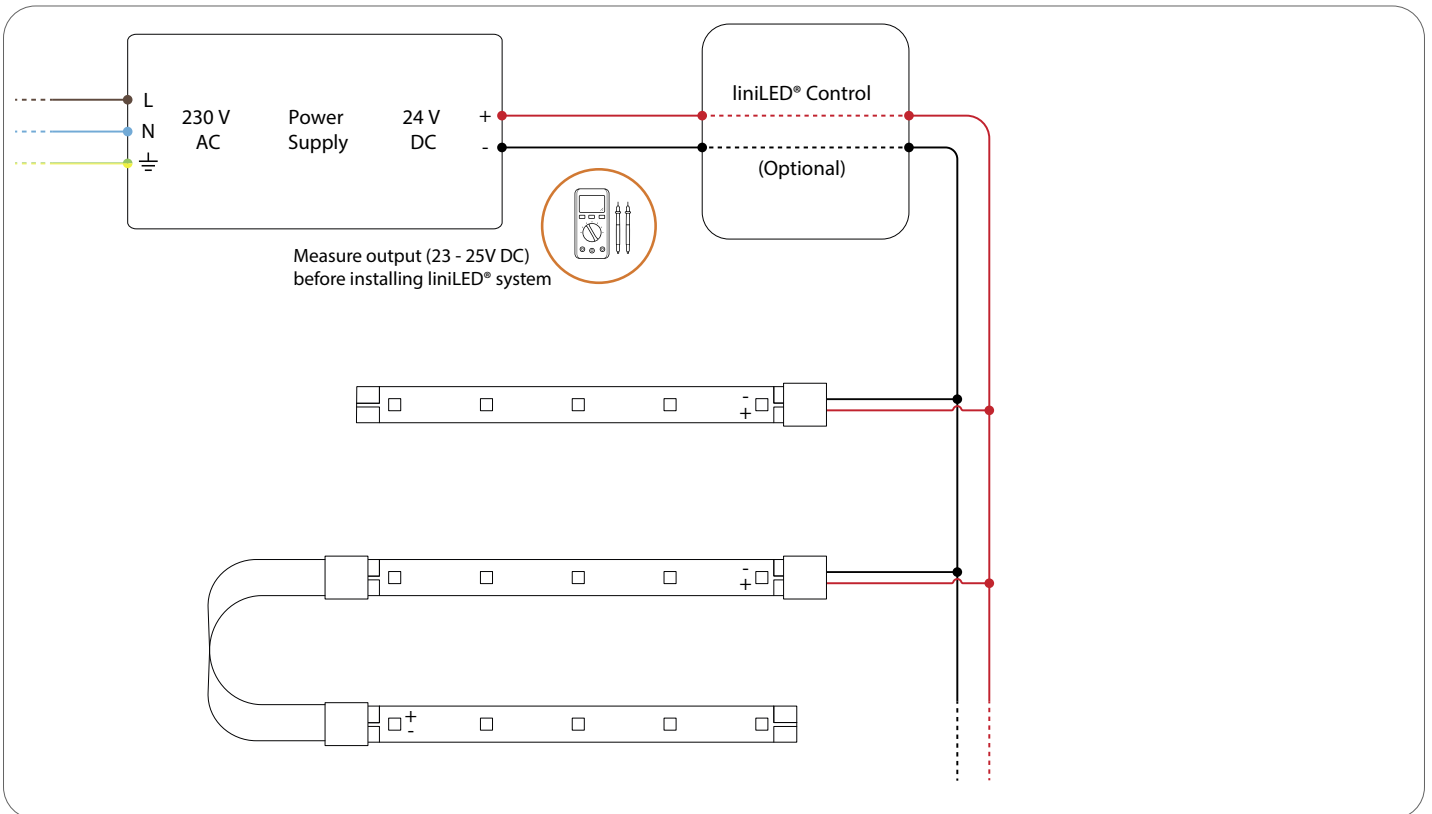 L
N
230 V
AC
Power
Supply
24 V
DC
+
-
liniLED® Control
(Optional)
Measure output (23 - 25V DC)
before installing liniLED® system
-
+
-
+
+
-